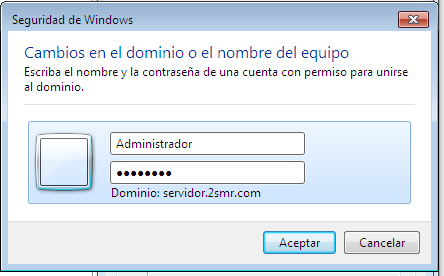 Seguridad de Windows
Cambios en el dominio o el nombre del equipo
Escriba el nombre y la contraseña de una cuenta con permiso para unirse
al dominio.
Administrador
●●●●●●●●
Dominio: servidor.2smr.com
Aceptar
Cancelar